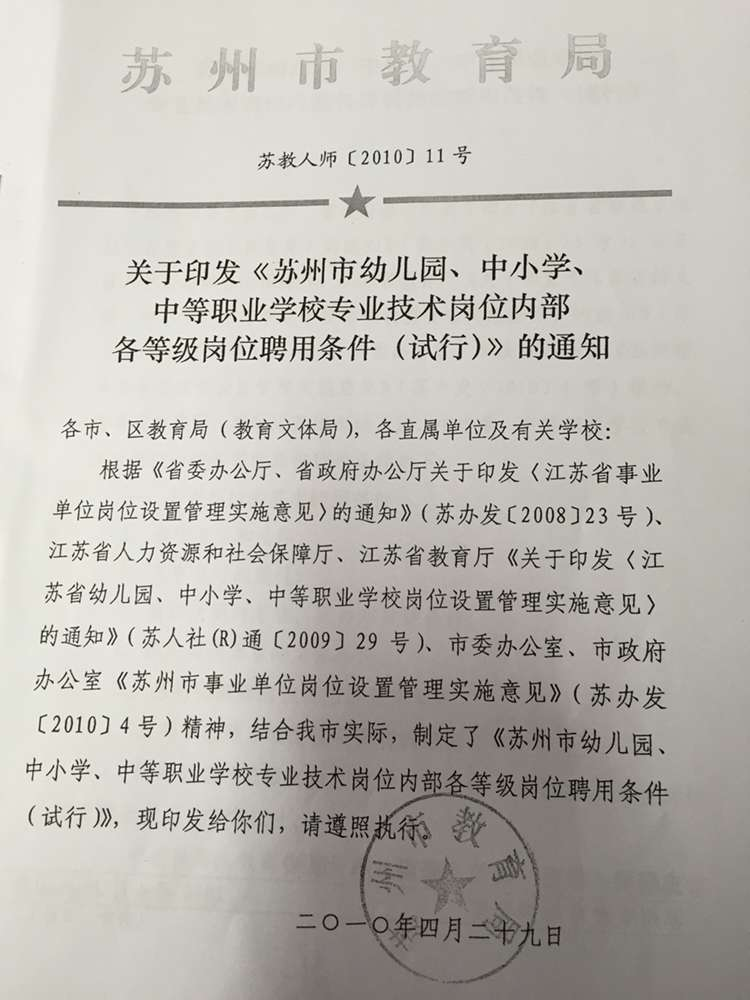 苏州市教育局
苏教人师〔2010〕11号
关于印发《苏州市幼儿园、中小学、
中等职业学校专业技术岗位内部
各等级岗位聘用条件（试行）》的通知
各市、区教育局（教育文体局），各直属单位及有关学校：
根据《省委办公厅、省政府办公厅关于印发〈江苏省事业
单位岗位设置管理实施意见〉的通知》（苏办发〔2008〕23号）、
江苏省人力资源和社会保障厅、江苏省教育厅《关于印发〈江
苏省幼儿园、中小学、中等职业学校岗位设置管理实施意见〉
的通知》（苏人社(R)通〔2009〕29号）、市委办公室、市政府
办公室《苏州市事业单位岗位设置管理实施意见》（苏办发
〔2010〕4号）精神，结合我市实际，制定了《苏州市幼儿园、
中小学、中等职业学校专业技术岗位内部各等级岗位聘用条件
（试行）》，现印发给你们，请遵照执行。
苏州市教育局
二〇一〇年四月二十九日